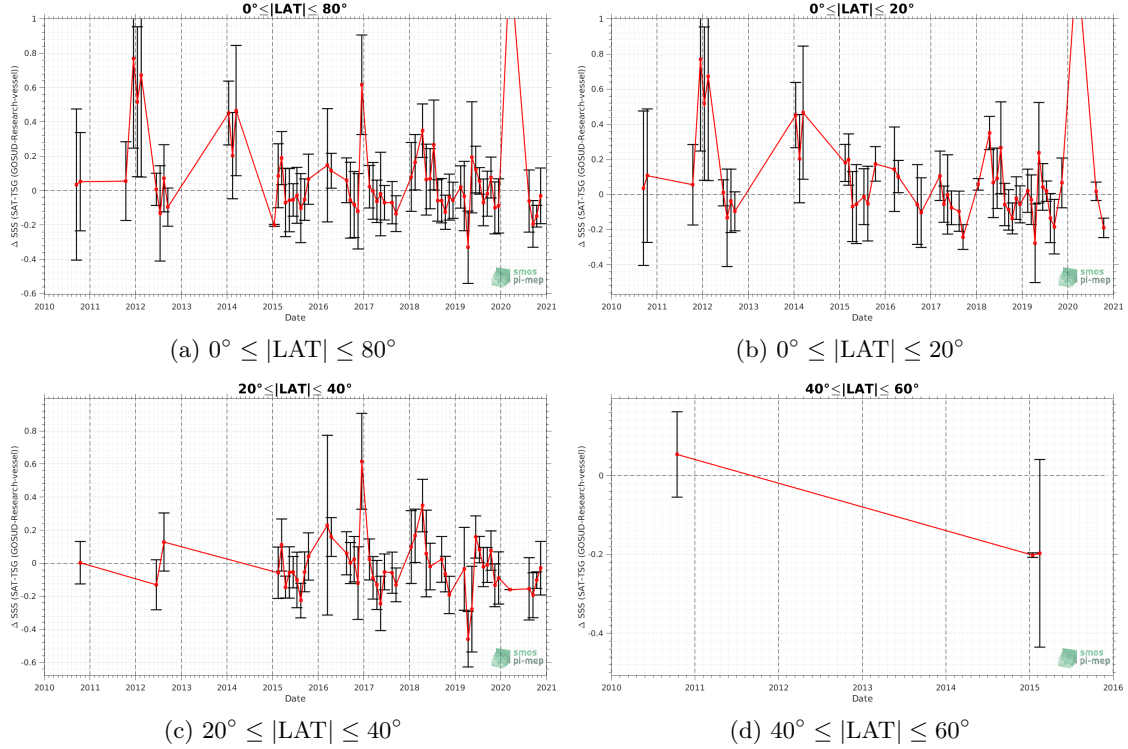 0°≤|LAT|≤ 80°
1
0.8
0.6
0.4
0.2
0
-0.2
-0.4
-0.6
Δ SSS (SAT-TSG (GOSUD-Research-vessel))
2010 2011 2012 2013 2014 2015 2016 2017 2018 2019 2020 2021
Date
smos
pi-mep
(a) 0° ≤ |LAT| ≤ 80°
0°≤|LAT|≤ 20°
1
0.8
0.6
0.4
0.2
0
-0.2
-0.4
Δ SSS (SAT-TSG (GOSUD-Research-vessel))
2010 2011 2012 2013 2014 2015 2016 2017 2018 2019 2020 2021
Date
smos
pi-mep
(b) 0° ≤ |LAT| ≤ 20°
20°≤|LAT|≤ 40°
0.8
0.6
0.4
0.2
0
-0.2
-0.4
-0.6
Δ SSS (SAT-TSG (GOSUD-Research-vessel))
2010 2011 2012 2013 2014 2015 2016 2017 2018 2019 2020 2021
Date
smos
pi-mep
(c) 20° ≤ |LAT| ≤ 40°
40°≤|LAT|≤ 60°
0
-0.2
-0.4
Δ SSS (SAT-TSG (GOSUD-Research-vessel))
2010 2011 2012 2013 2014 2015 2016
Date
smos
pi-mep
(d) 40° ≤ |LAT| ≤ 60°